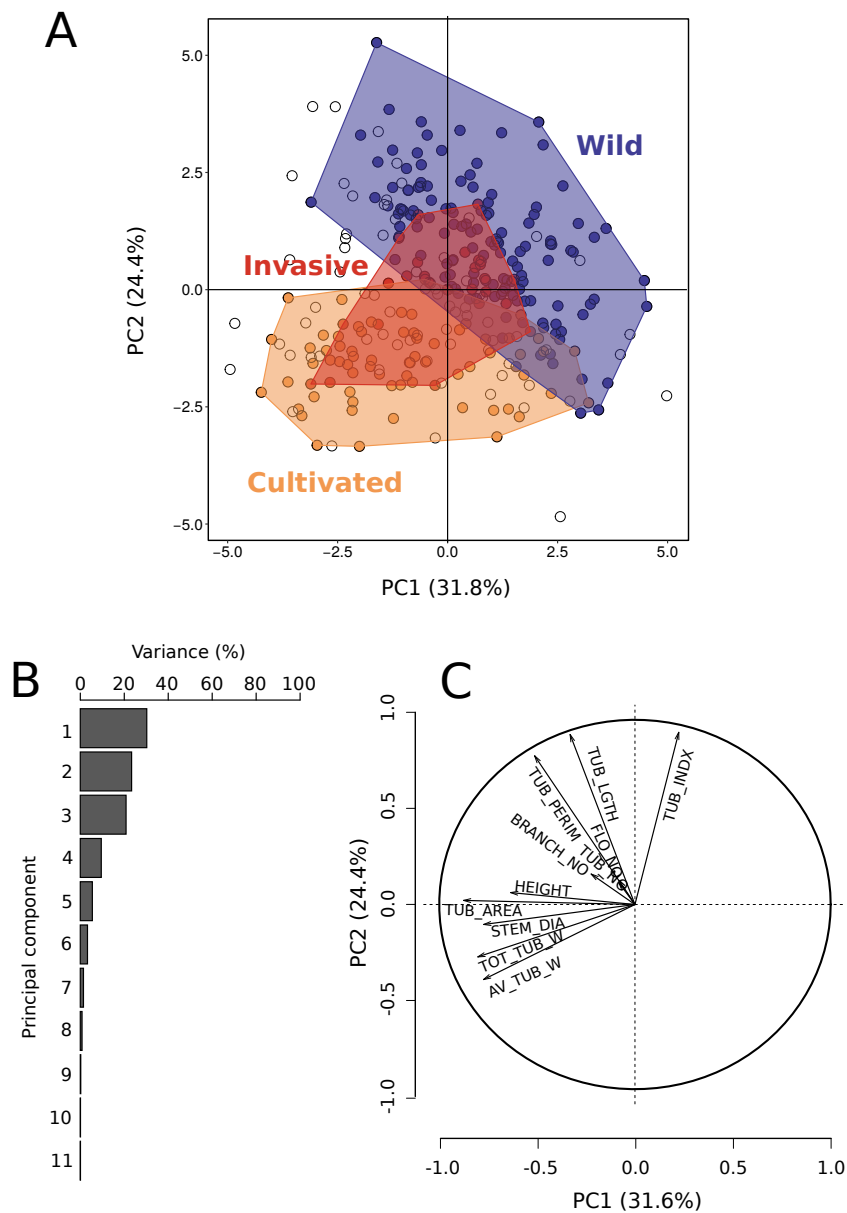 A
5.0
2.5
0.0
−2.5
−5.0
PC2 (24.4%)
Wild
Invasive
Cultivated
−5.0 −2.5 0.0 2.5 5.0
PC1 (31.8%)
B
Variance (%)
0 20 40 60 80 100
Principal component
1
2
3
4
5
6
7
8
9
10
11
C
PC2 (24.4%)
1.0
0.5
0.0
-0.5
-1.0
TUB_INDX
TUB_LGTH
TUB_PERIM
FLO_NO
TUB_NO
BRANCH_NO
HEIGHT
TUB_AREA
STEM_DIA
TOT_TUB_W
AV_TUB_W
-1.0 -0.5 0.0 0.5 1.0
PC1 (31.6%)